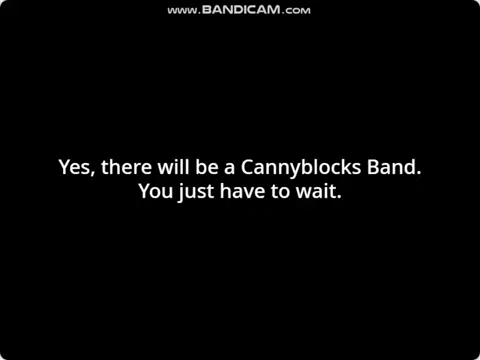 www.BANDICAM.com
Yes, there will be a Cannyblocks Band.
You just have to wait.